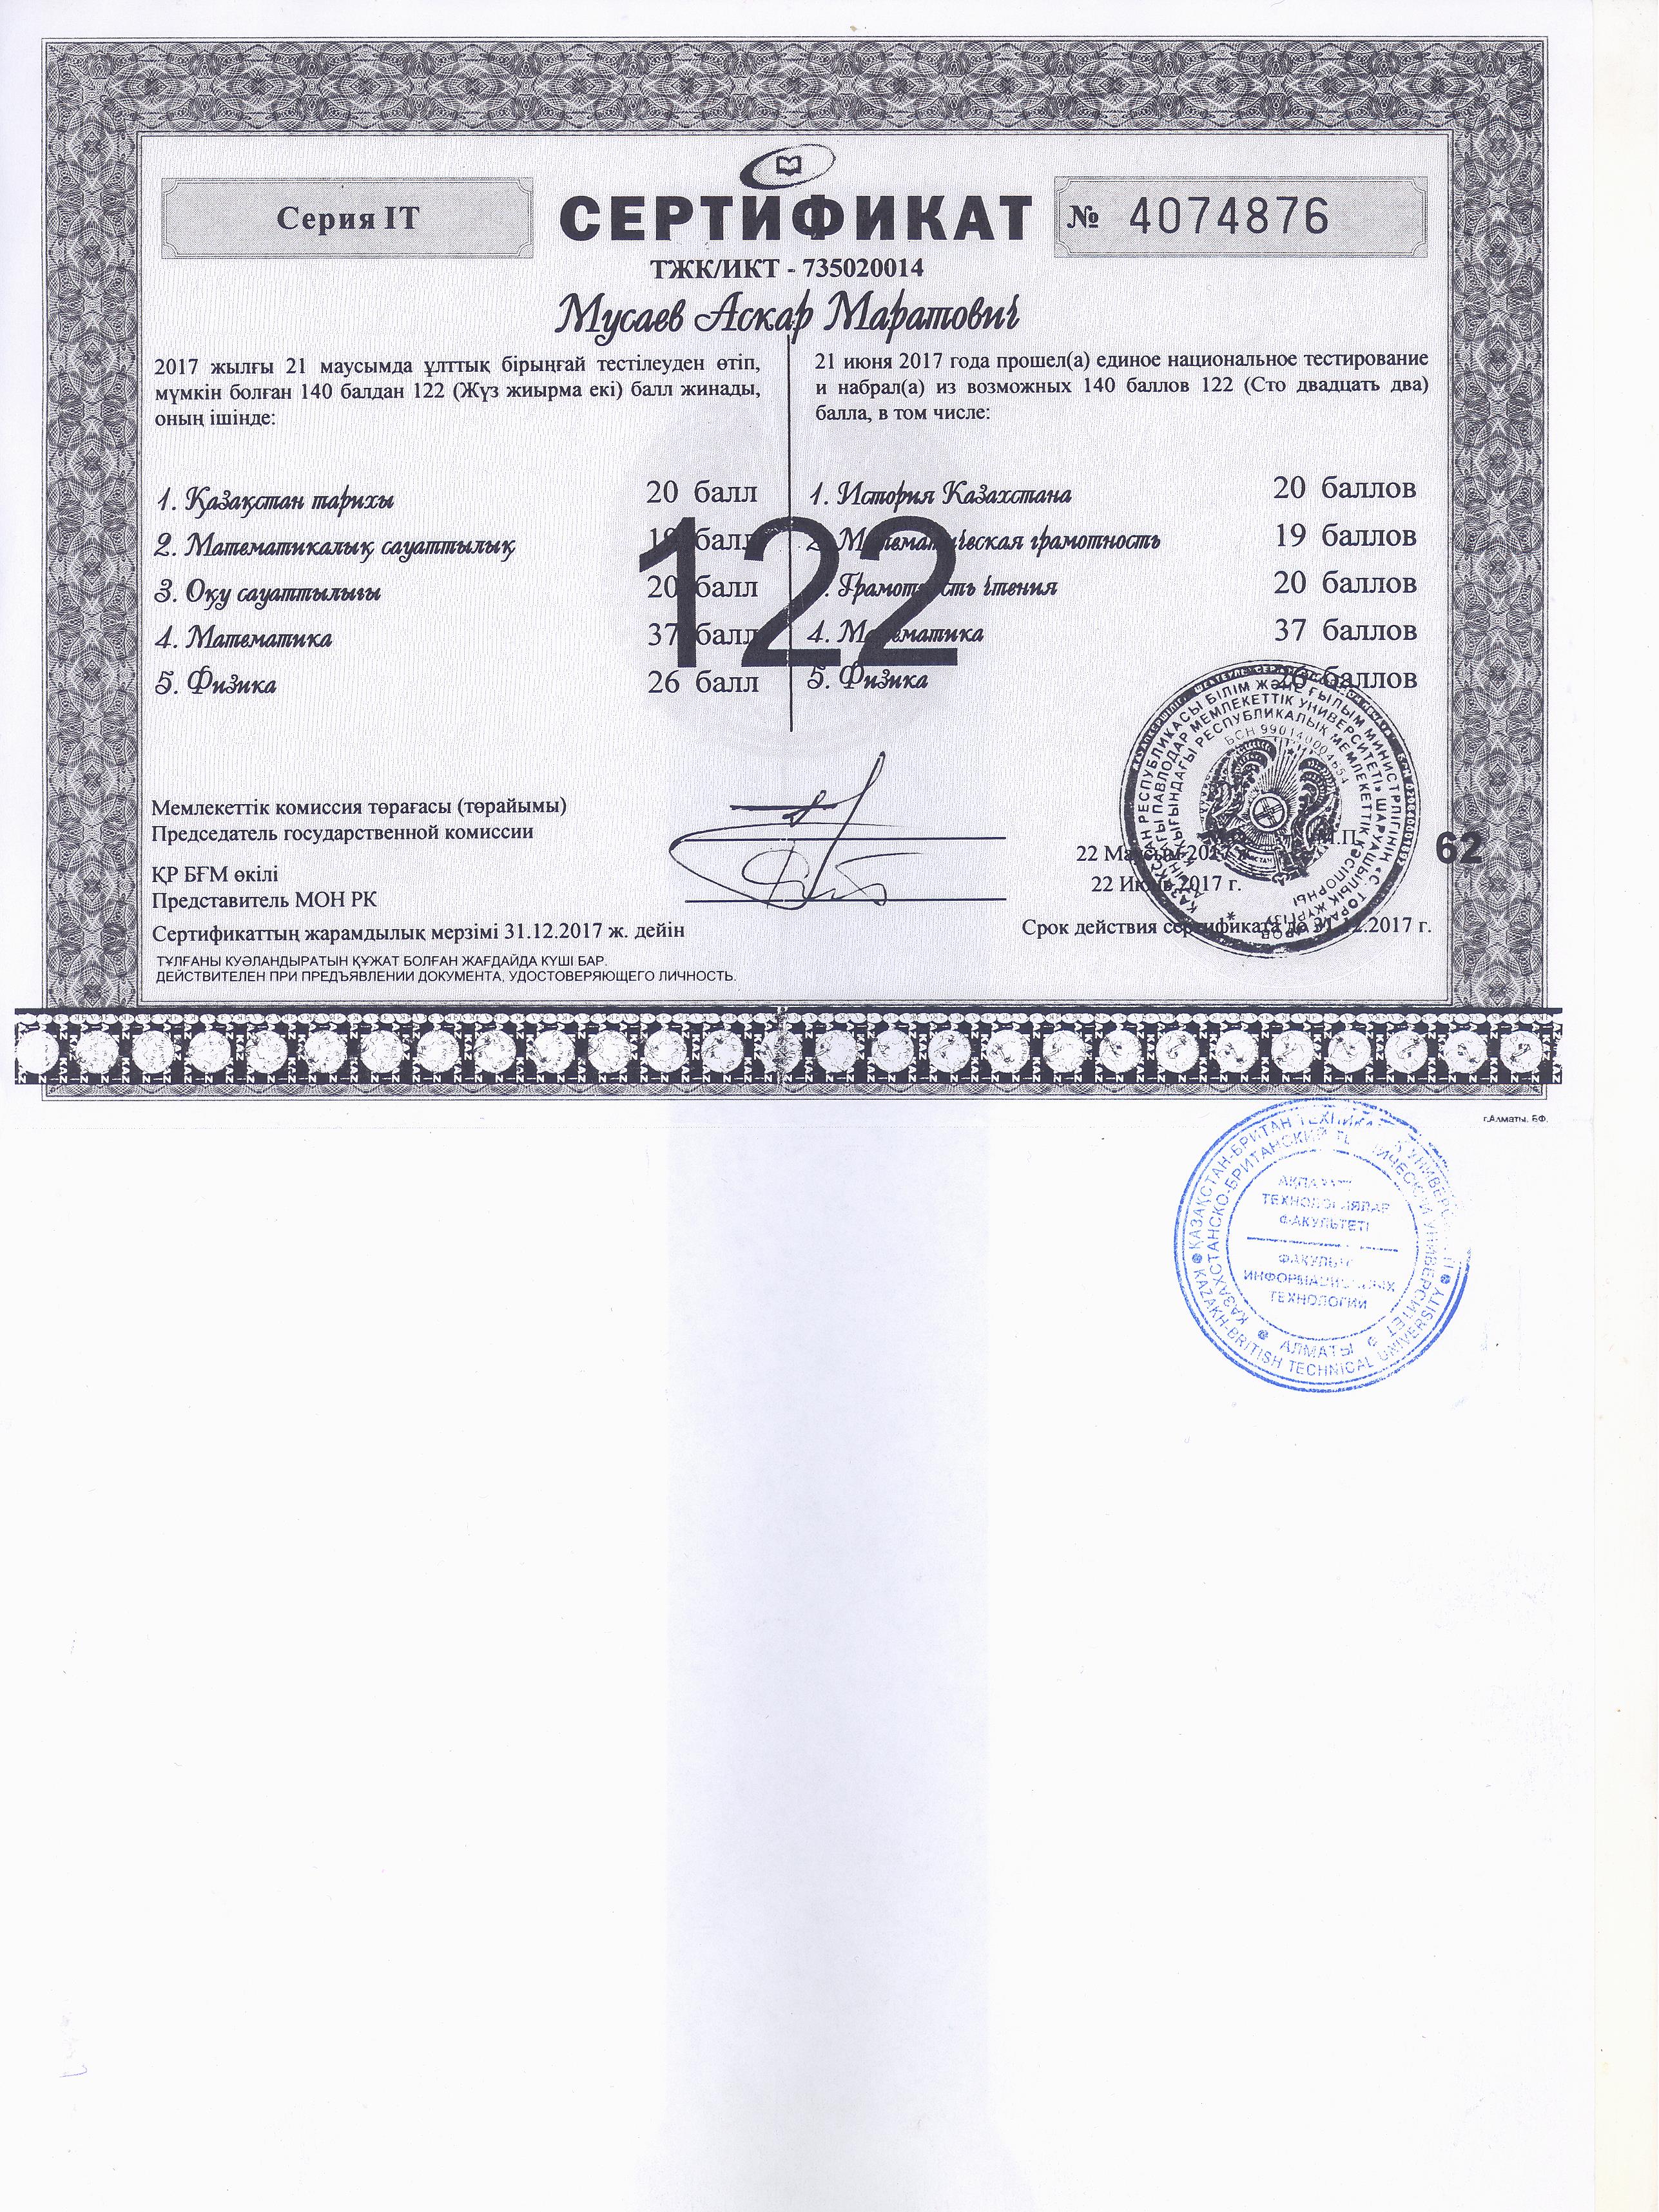 Серия IT
СЕРТИФИКАТ
№ 4074876
ТЖК/ИКТ - 735020014
Мусаев Аскар Маратович
2017 жылғы 21 маусымда ұлттық бірыңғай тестілеуден өтіп,
мүмкін болған 140 балдан 122 (Жүз жиырма екі) балл жинады,
оның ішінде:
21 июня 2017 года прошел(а) единое национальное тестирование
и набрал(а) из возможных 140 баллов 122 (Сто двадцать два)
балла, в том числе:
1. Қазақстан тарихы 20 балл
2. Математикалық сауаттылық 19 балл
3. Оқу сауаттылығы 20 балл
4. Математика 37 балл
5. Физика 26 балл
122
1. История Казахстана 20 баллов
2. Математическая грамотность 19 баллов
3. Грамотность чтения 20 баллов
4. Математика 37 баллов
5. Физика 26 баллов
Мемлекеттік комиссия төрағасы (төрайымы)
Председатель государственной комиссии
ҚР БҒМ өкілі
Представитель МОН РК
М.П.
22 Маусым 2017 ж.
22 Июнь 2017 г.
62
Сертификаттың жарамдылық мерзімі 31.12.2017 ж. дейін
Срок действия сертификата до 31.12.2017 г.
ТҰЛҒАНЫ КУӘЛАНДЫРАТЫН ҚҰЖАТ БОЛҒАН ЖАҒДАЙДА КҮШІ БАР.
ДЕЙСТВИТЕЛЕН ПРИ ПРЕДЪЯВЛЕНИИ ДОКУМЕНТА, УДОСТОВЕРЯЮЩЕГО ЛИЧНОСТЬ.
ҚАЗАҚСТАН РЕСПУБЛИКАСЫ БІЛІМ ЖӘНЕ ҒЫЛЫМ МИНИСТРЛІГІНІҢ
ПАВЛОДАР МЕМЛЕКЕТТІК УНИВЕРСИТЕТІ» ШАРУАШЫЛЫҚ ЖҮРГІЗУ
ҚҰҚЫҒЫНДАҒЫ РЕСПУБЛИКАЛЫҚ МЕМЛЕКЕТТІК КӘСІПОРНЫ
БСН 990140004654
г.Алматы, БФ.
ҚАЗАҚСТАН-БРИТАН
КАЗАХСТАНСКО-БРИТАНСКИЙ
УНИВЕРСИТЕТ
KAZAKH-BRITISH TECHNICAL UNIVERSITY
АЛМАТЫ
ТЕХНОЛОГИЯЛАР
ФАКУЛЬТЕТІ
ФАКУЛЬТЕТ
ИНФОРМАЦИОННЫХ
ТЕХНОЛОГИИ